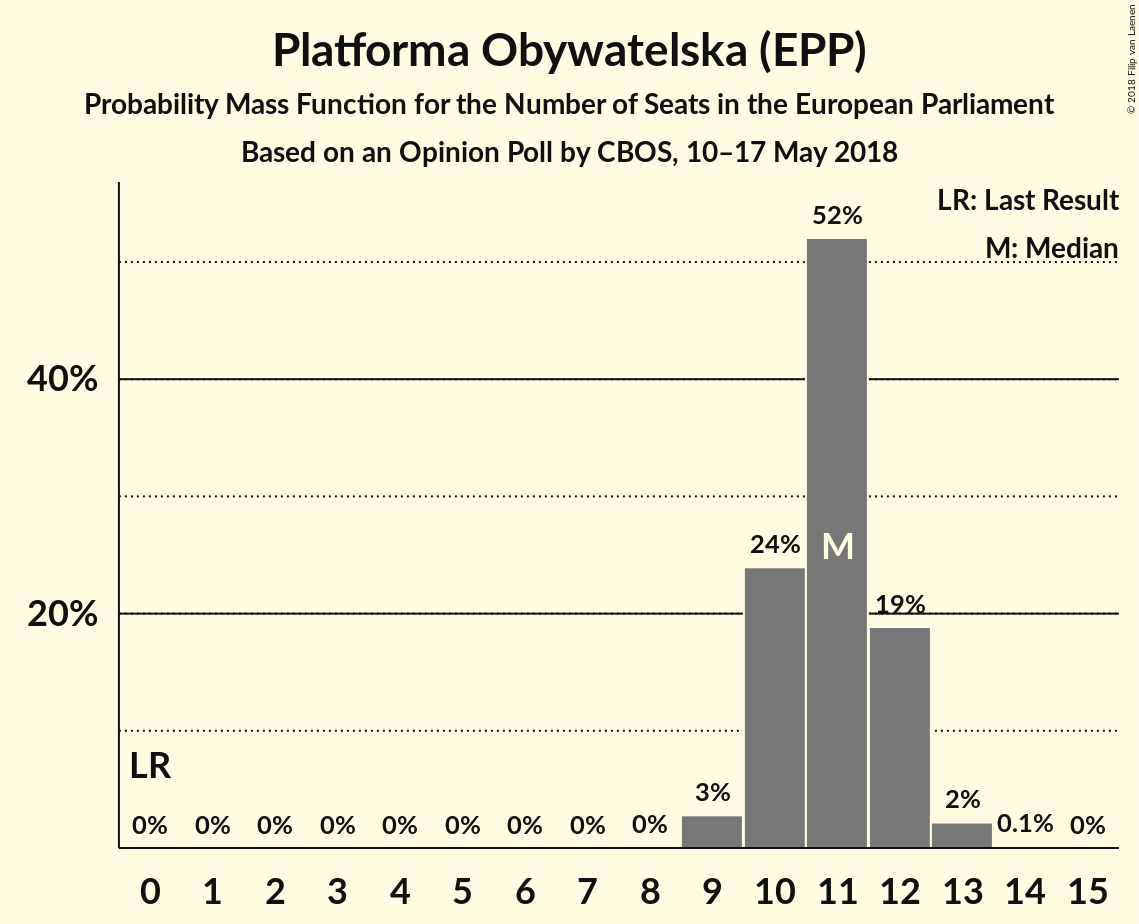 Platforma Obywatelska (EPP)
Probability Mass Function for the Number of Seats in the European Parliament
Based on an Opinion Poll by CBOS, 10–17 May 2018
© 2018 Filip van Laenen
LR: Last Result
M: Median
52%
40%
24%
M
20%
19%
LR
3%
2%
0% 0% 0% 0% 0% 0% 0% 0% 0% 0.1% 0%
0 1 2 3 4 5 6 7 8 9 10 11 12 13 14 15